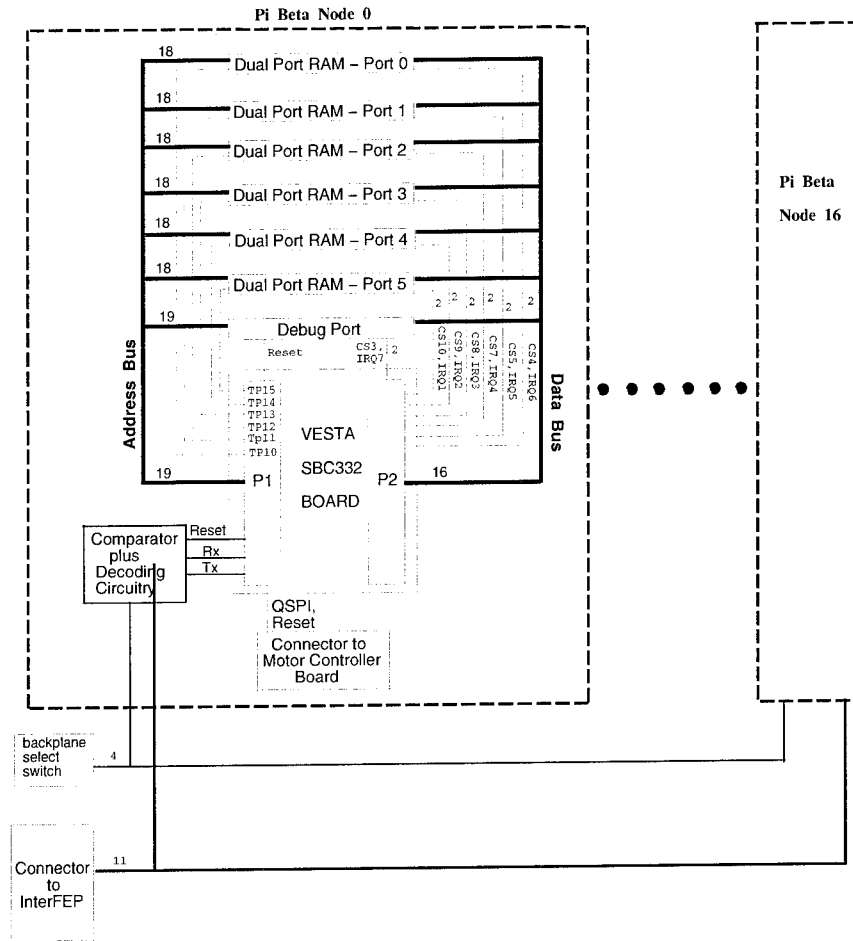 Pi Beta Node 0
18
Dual Port RAM – Port 0
18
Dual Port RAM – Port 1
18
Dual Port RAM – Port 2
18
Dual Port RAM – Port 3
18
Dual Port RAM – Port 4
18
Dual Port RAM – Port 5
19
Debug Port
2 2 2 2 2 2
Reset
CS3,
IRQ7
2
CS10,IRQ1
CS9,IRQ2
CS8,IRQ3
CS7,IRQ4
CS5,IRQ5
CS4,IRQ6
Address Bus
Data Bus
TP15
TP14
TP13
TP12
Tp11
TP10
VESTA
SBC332
BOARD
19
P1
P2
16
Comparator
plus
Decoding
Circuitry
Reset
Rx
Tx
QSPI,
Reset
Connector to
Motor Controller
Board
Pi Beta
Node 16
backplane
select
switch
4
Connector
to
InterFEP
11